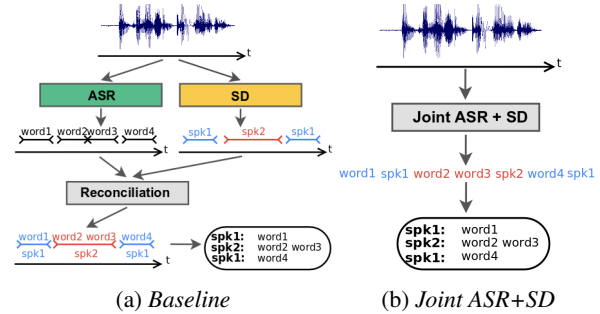 t
ASR SD
word1 word2 word3 word4 spk1 spk2 spk1
t t
Reconciliation
word1 word2 word3 word4
spk1 spk2 spk1
t
spk1: word1
spk2: word2 word3
spk1: word4
(a) Baseline
t
Joint ASR + SD
word1 spk1 word2 word3 spk2 word4 spk1
spk1: word1
spk2: word2 word3
spk1: word4
(b) Joint ASR+SD